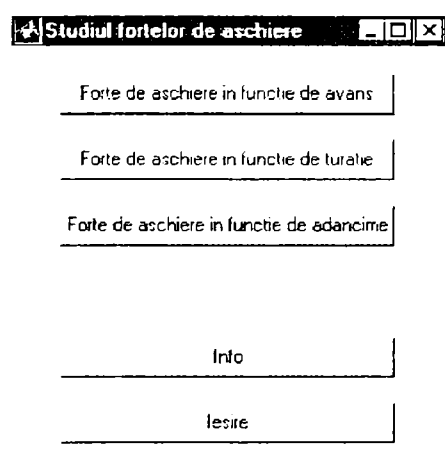 Studiul fortelor de aschiere
Forte de aschiere in functie de avans
Forte de aschiere in functie de turatie
Forte de aschiere in functie de adancime
Info
Iesire